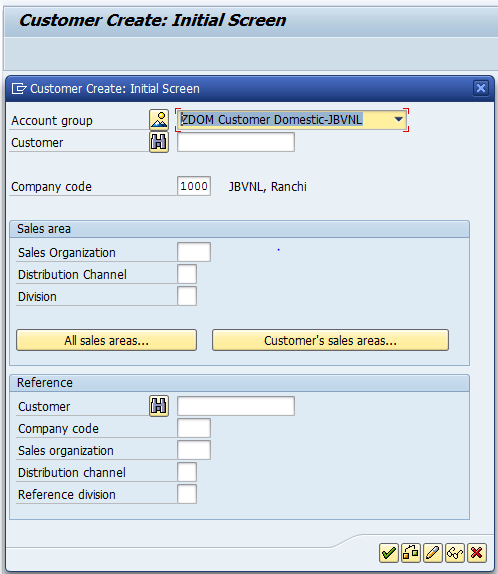 Customer Create: Initial Screen
Customer Create: Initial Screen
Account group ZDOM Customer Domestic-JBVNL
Customer
Company code 1000 JBVNL, Ranchi
Sales area
Sales Organization
Distribution Channel
Division
All sales areas... Customer's sales areas...
Reference
Customer
Company code
Sales organization
Distribution channel
Reference division